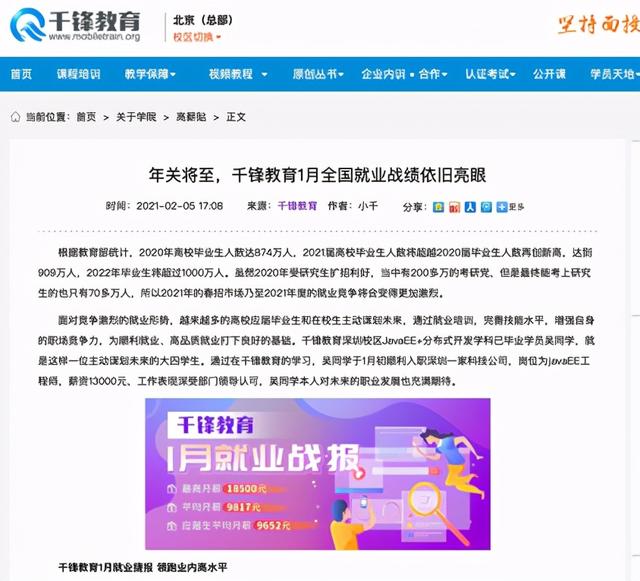 千锋教育
www.mobiletrain.org
北京（总部）
校区切换
坚持面授
首页 课程培训 教学保障 视频教程 原创丛书 企业内训·合作 认证考试 公开课 学员天地
当前位置：首页 > 关于学院 > 高薪贴 > 正文
年关将至，千锋教育1月全国就业战绩依旧亮眼
时间：2021-02-05 17:08 来源：千锋教育 作者：小千 分享： 更多
根据教育部统计，2020年高校毕业生人数达874万人，2021届高校毕业生人数将超越2020届毕业生人数再创新高，达到
909万人，2022年毕业生将超过1000万人。虽然2020年受研究生扩招利好，当中有200多万的考研党、但是最终能考上研究
生的也只有70多万人，所以2021年的春招市场乃至2021年度的就业竞争将会变得更加激烈。
面对竞争激烈的就业形势，越来越多的高校应届毕业生和在校生主动谋划未来，通过就业培训，完善技能水平，增强自身
的职场竞争力，为顺利就业、高品质就业打下良好的基础。千锋教育深圳校区JavaEE+分布式开发学科已毕业学员吴同学，就
是这样一位主动谋划未来的大四学生。通过在千锋教育的学习，吴同学于1月初顺利入职深圳一家科技公司，岗位为javaEE工
程师，薪资13000元、工作表现深受部门领导认可，吴同学本人对未来的职业发展也充满期待。
千锋教育
1月就业战报
最高月薪 18500元
平均月薪 9817元
应届生平均月薪 9652元
千锋教育1月就业捷报 领跑业内高水平